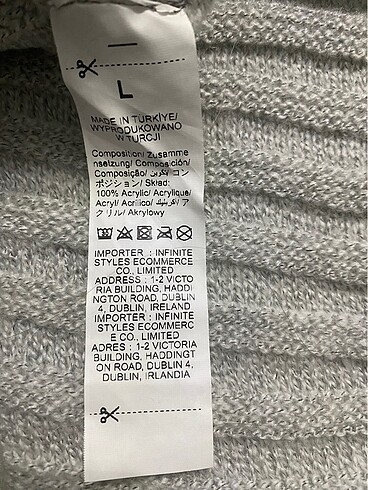 L
MADE IN TÜRKİYE/
WYPRODUKOWANO
W TURCJI
Composition/ Zusamme
nsetzung/ Composición/
Composição/ تكوين/ コン
ポジション/ Skład:
100% Acrylic/ Acrylique/
Acryl/ Acrílico/ أكريليك/ ア
クリル/ Akrylowy
IMPORTER : INFINITE
STYLES ECOMMERCE
CO., LIMITED
ADDRESS : 1-2 VICTO
RIA BUILDING, HADDI
NGTON ROAD, DUBLIN
4, DUBLIN, IRELAND
IMPORTER : INFINITE
STYLES ECOMMERC
E CO., LIMITED
ADRES : 1-2 VICTORIA
BUILDING, HADDINGT
ON ROAD, DUBLIN 4,
DUBLIN, IRLANDIA